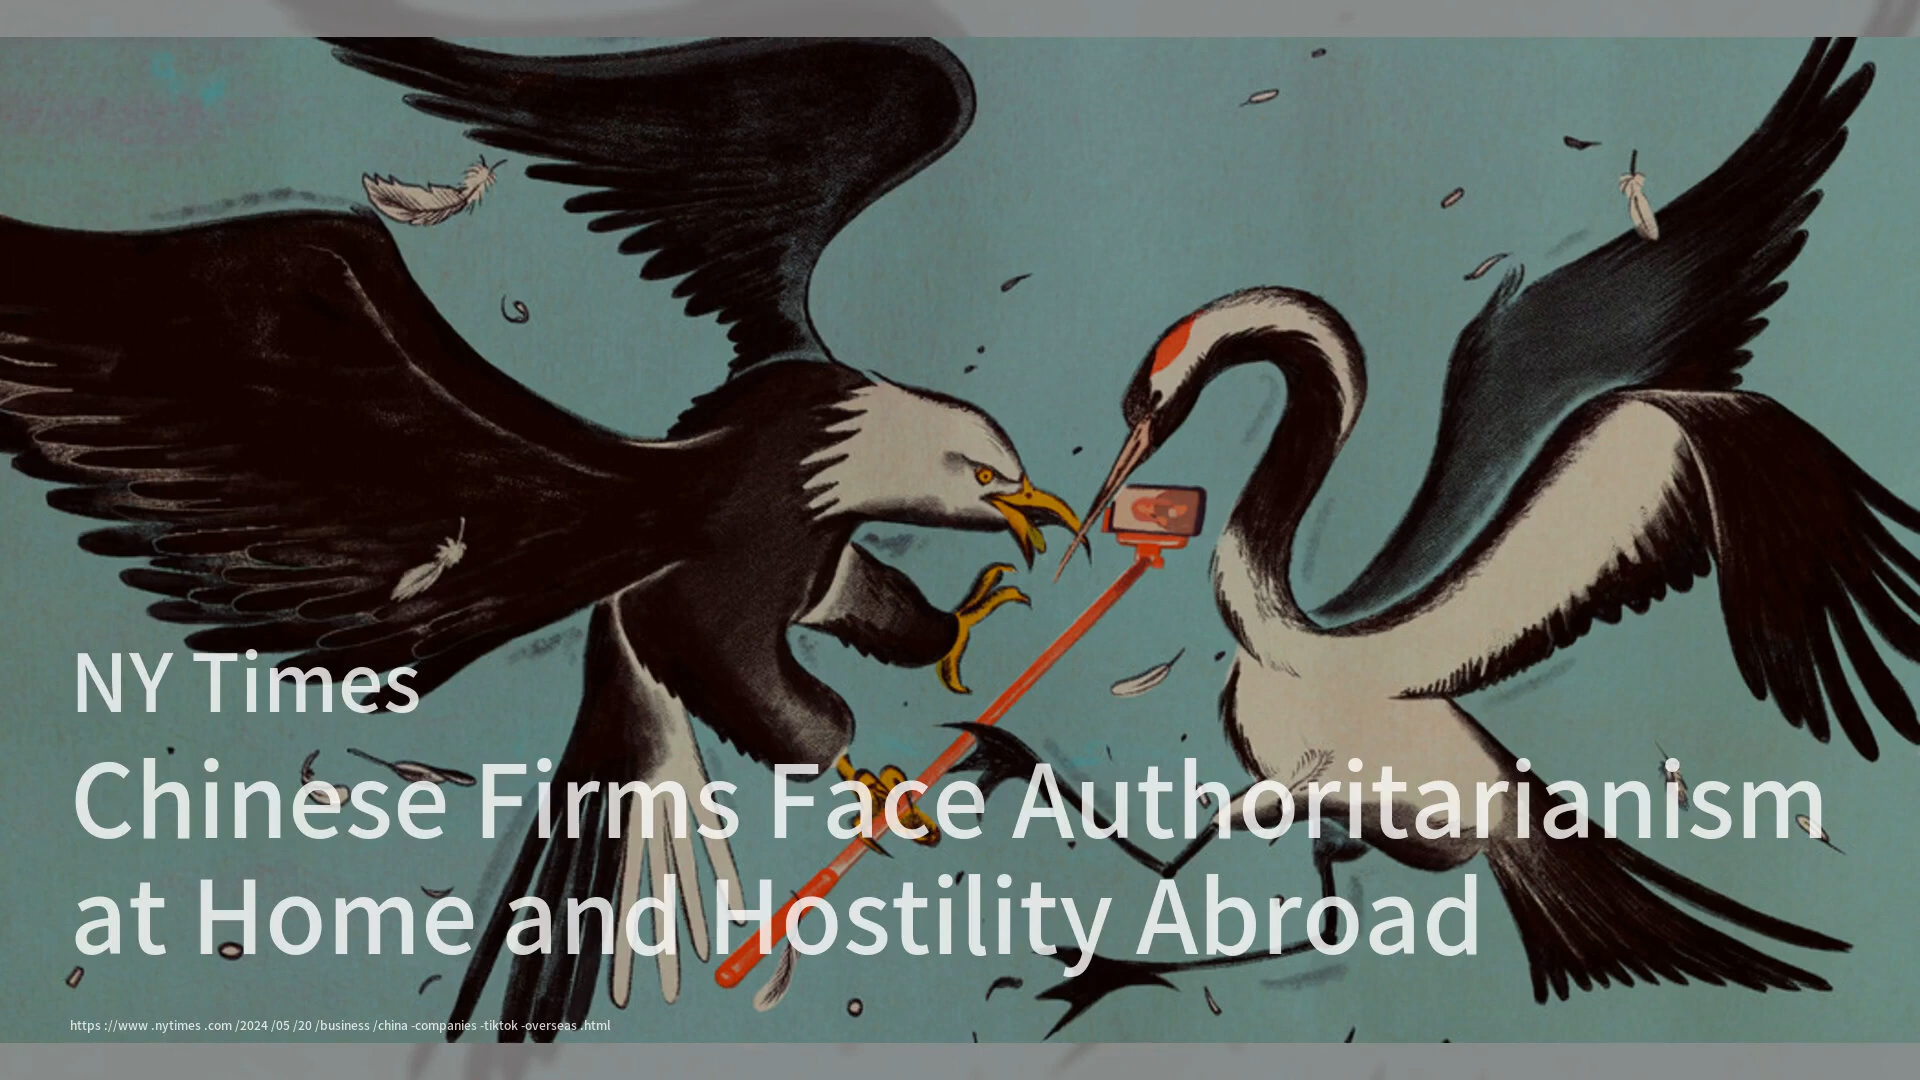 NY Times
Chinese Firms Face Authoritarianism
at Home and Hostility Abroad
https ://www .nytimes .com /2024 /05 /20 /business /china -companies -tiktok -overseas .html